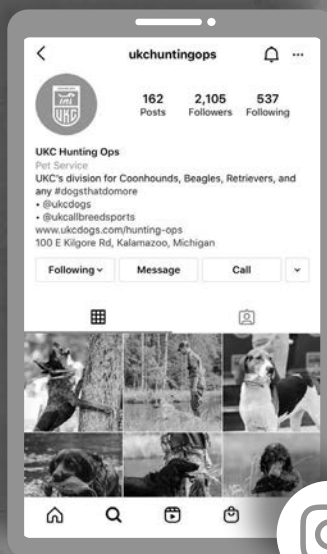 ukchuntingops
UKC
162 2,105 537
Posts Followers Following
UKC Hunting Ops
Pet Service
UKC's division for Coonhounds, Beagles, Retrievers, and
any #dogsthatdomore
• @ukcdogs
• @ukcallbreedsports
www.ukcdogs.com/hunting-ops
100 E Kilgore Rd, Kalamazoo, Michigan
Following Message Call